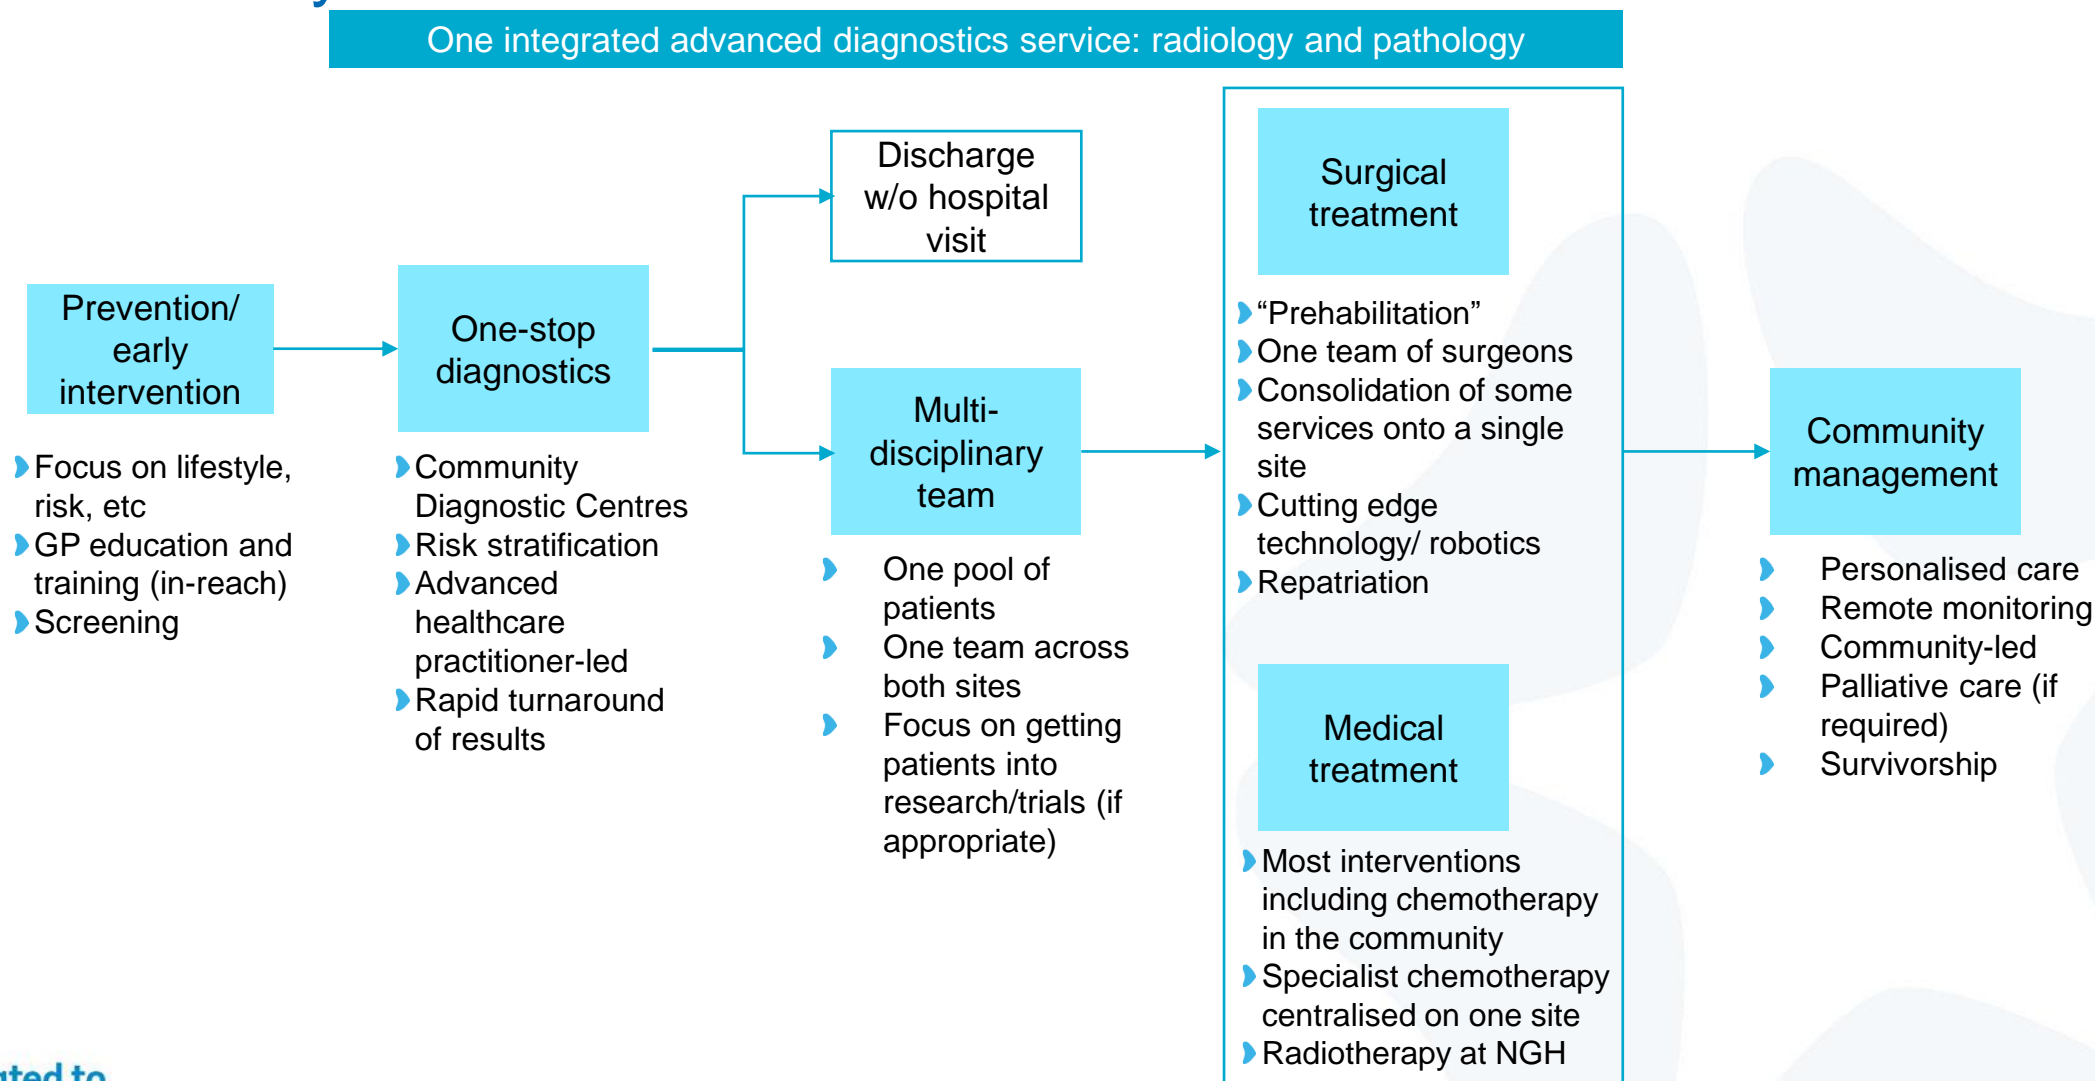 One integrated advanced diagnostics service: radiology and pathology
Prevention/
early
intervention
Focus on lifestyle,
risk, etc
GP education and
training (in-reach)
Screening
One-stop
diagnostics
Community
Diagnostic Centres
Risk stratification
Advanced
healthcare
practitioner-led
Rapid turnaround
of results
Discharge
w/o hospital
visit
Multi-
disciplinary
team
One pool of
patients
One team across
both sites
Focus on getting
patients into
research/trials (if
appropriate)
Surgical
treatment
“Prehabilitation”
One team of surgeons
Consolidation of some
services onto a single
site
Cutting edge
technology/ robotics
Repatriation
Medical
treatment
Most interventions
including chemotherapy
in the community
Specialist chemotherapy
centralised on one site
Radiotherapy at NGH
Community
management
Personalised care
Remote monitoring
Community-led
Palliative care (if
required)
Survivorship